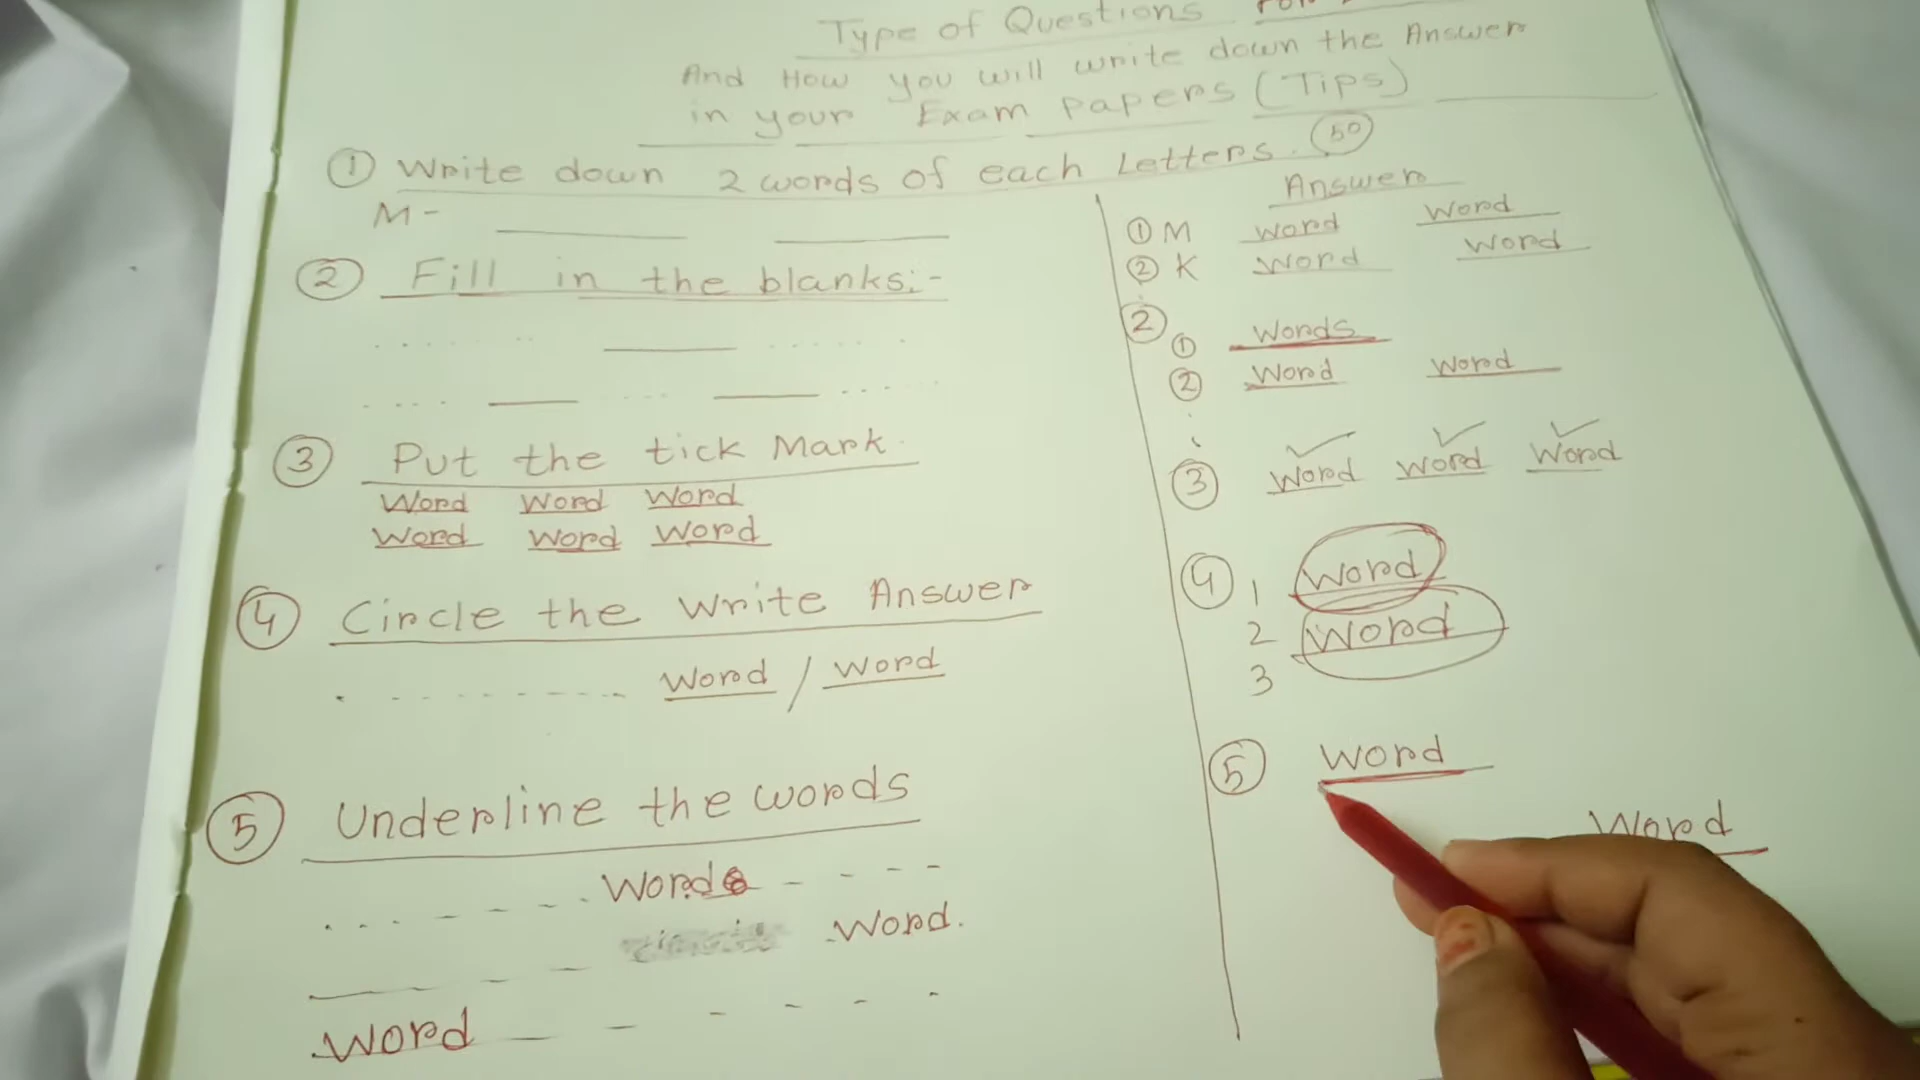 Type of Questions
And How you will write down the Answer
in your Exam papers (Tips)
① Write down 2 words of each Letters. 50
M-
② Fill in the blanks:-
③ Put the tick Mark.
Word Word Word
Word Word Word
④ Circle the Write Answer
Word / Word
⑤ Underline the words
Words
Word.
Word
Answer
① M Word Word
② K Word Word
②
① Words
② Word Word
③ Word Word Word
④ 1 Word
2 Word
3
⑤ Word
Word